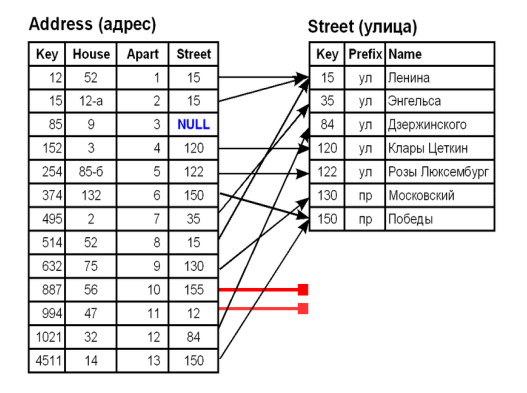 Address (адрес)
Key House Apart Street
12 52 1 15
15 12-а 2 15
85 9 3 NULL
152 3 4 120
254 85-б 5 122
374 132 6 150
495 2 7 35
514 52 8 15
632 75 9 130
887 56 10 155
994 47 11 12
1021 32 12 84
4511 14 13 150
Street (улица)
Key Prefix Name
15 ул Ленина
35 ул Энгельса
84 ул Дзержинского
120 ул Клары Цеткин
122 ул Розы Люксембург
130 пр Московский
150 пр Победы